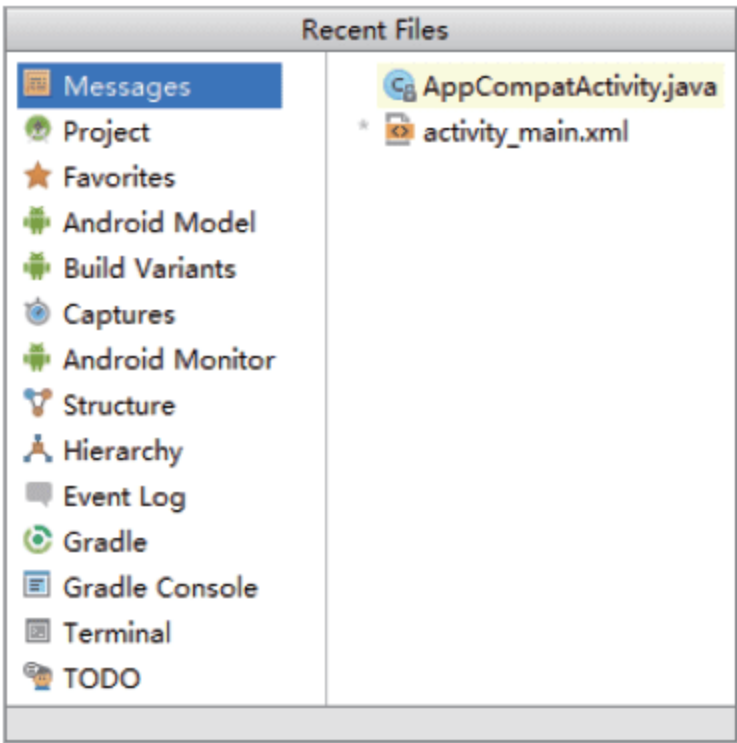 Recent Files
Messages
Project
Favorites
Android Model
Build Variants
Captures
Android Monitor
Structure
Hierarchy
Event Log
Gradle
Gradle Console
Terminal
TODO
AppCompatActivity.java
* activity_main.xml